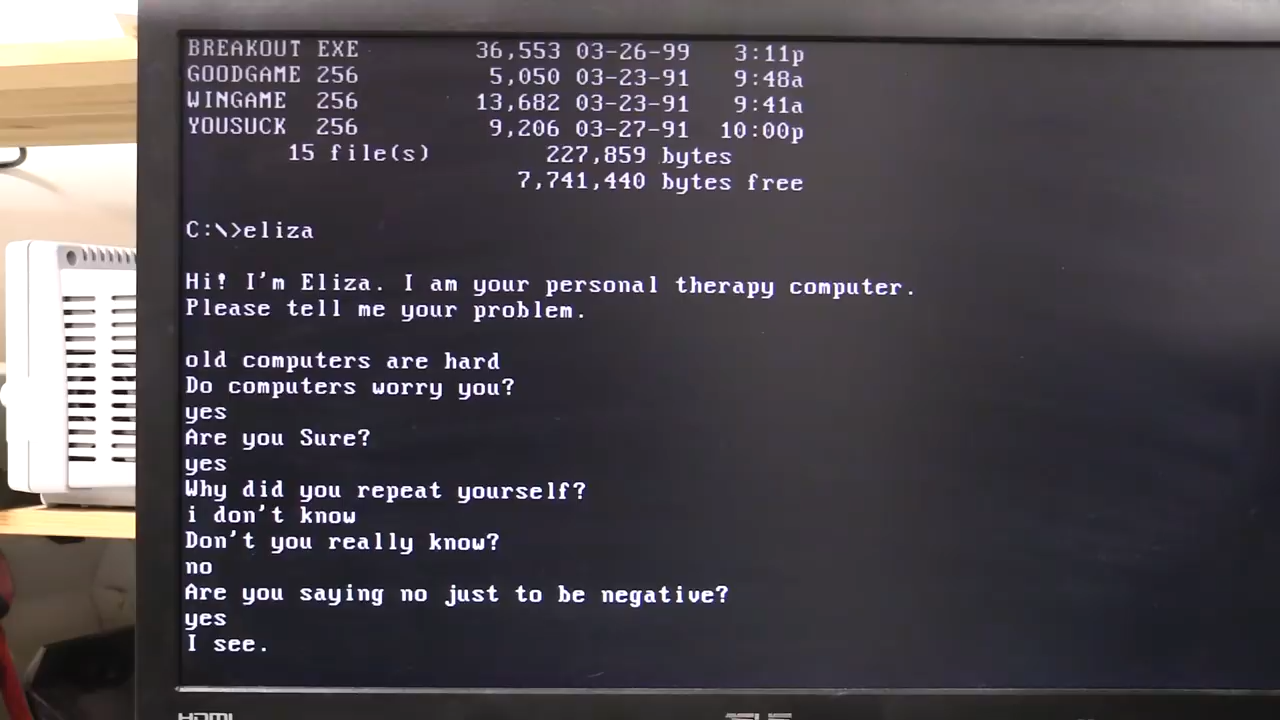 BREAKOUT EXE 36,553 03-26-99 3:11p
GOODGAME 256 5,050 03-23-91 9:48a
WINGAME 256 13,682 03-23-91 9:41a
YOUSUCK 256 9,206 03-27-91 10:00p
15 file(s) 227,859 bytes
7,741,440 bytes free
C:\>eliza
Hi! I'm Eliza. I am your personal therapy computer.
Please tell me your problem.
old computers are hard
Do computers worry you?
yes
Are you Sure?
yes
Why did you repeat yourself?
i don't know
Don't you really know?
no
Are you saying no just to be negative?
yes
I see.
HDMI
ASUS